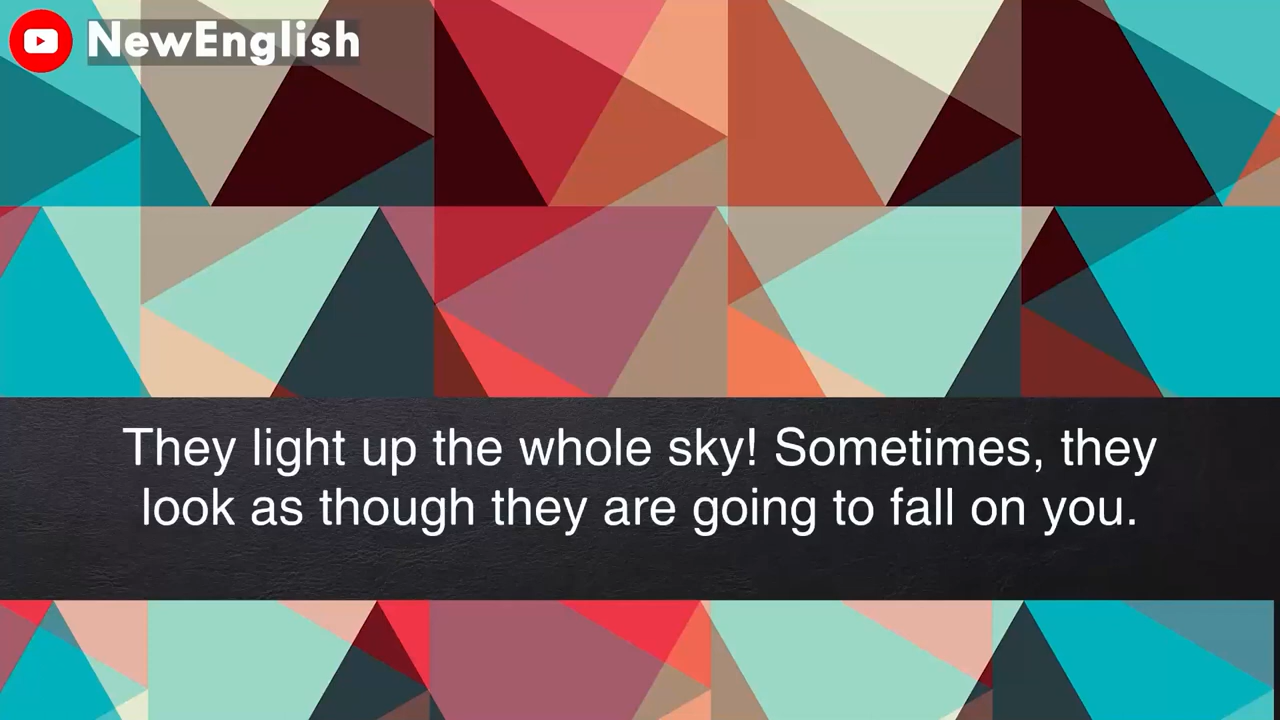 NewEnglish
They light up the whole sky! Sometimes, they
look as though they are going to fall on you.